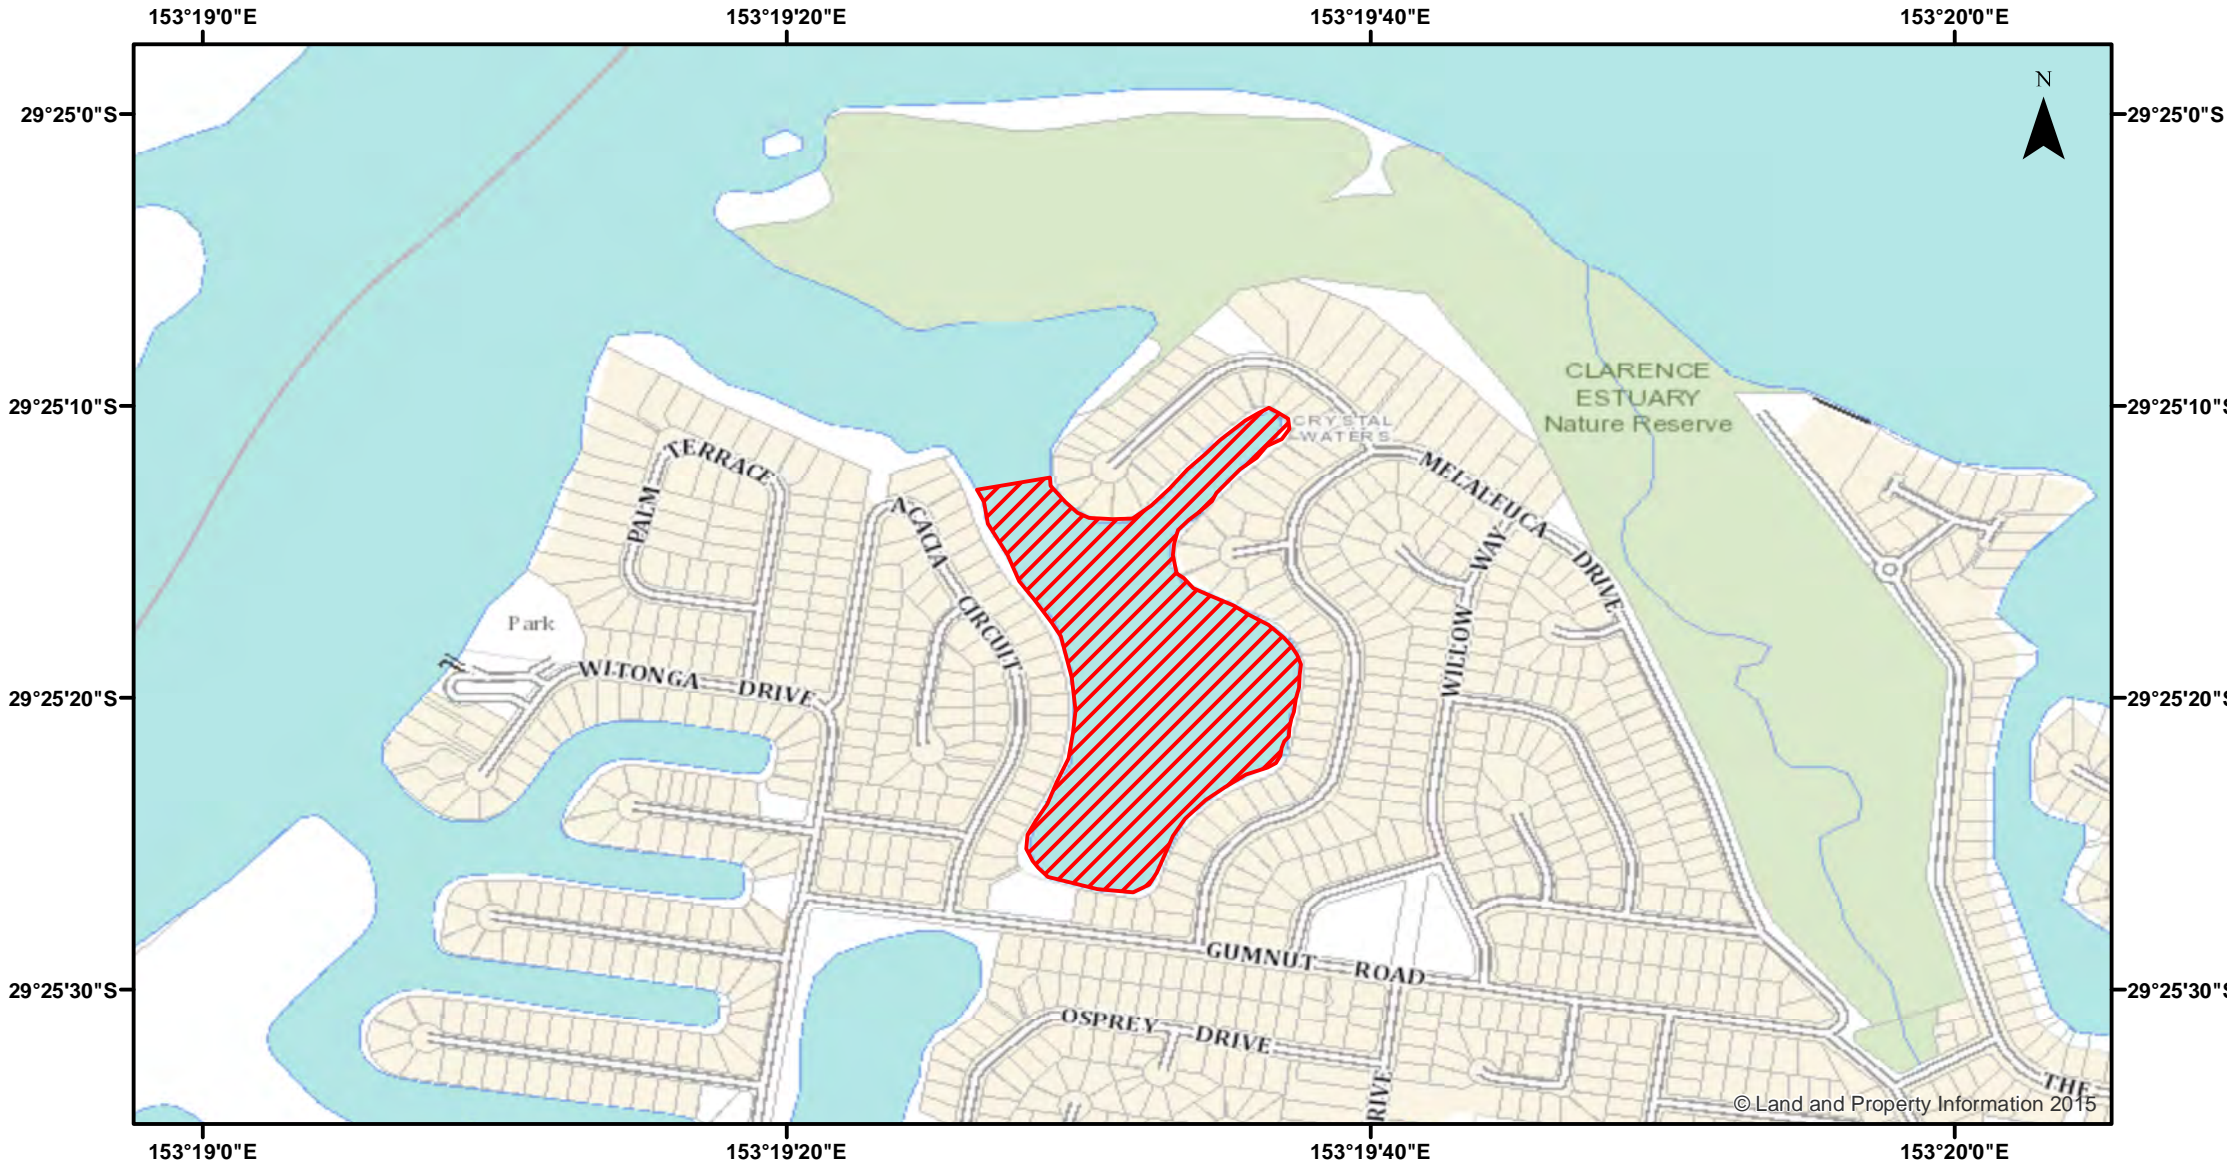 153°19'0"E
153°19'20"E
153°19'40"E
153°20'0"E
N
29°25'0"S
29°25'0"S
CLARENCE
ESTUARY
Nature Reserve
29°25'10"S
29°25'10"S
CRYSTAL
WATERS
TERRACE
PALM
ACACIA
CIRCUIT
MELALEUCA
DRIVE
WAY
WILLOW
Park
WITONGA DRIVE
29°25'20"S
29°25'20"S
GUMNUT ROAD
29°25'30"S
29°25'30"S
OSPREY DRIVE
RIVE
THE
© Land and Property Information 2015
153°19'0"E
153°19'20"E
153°19'40"E
153°20'0"E